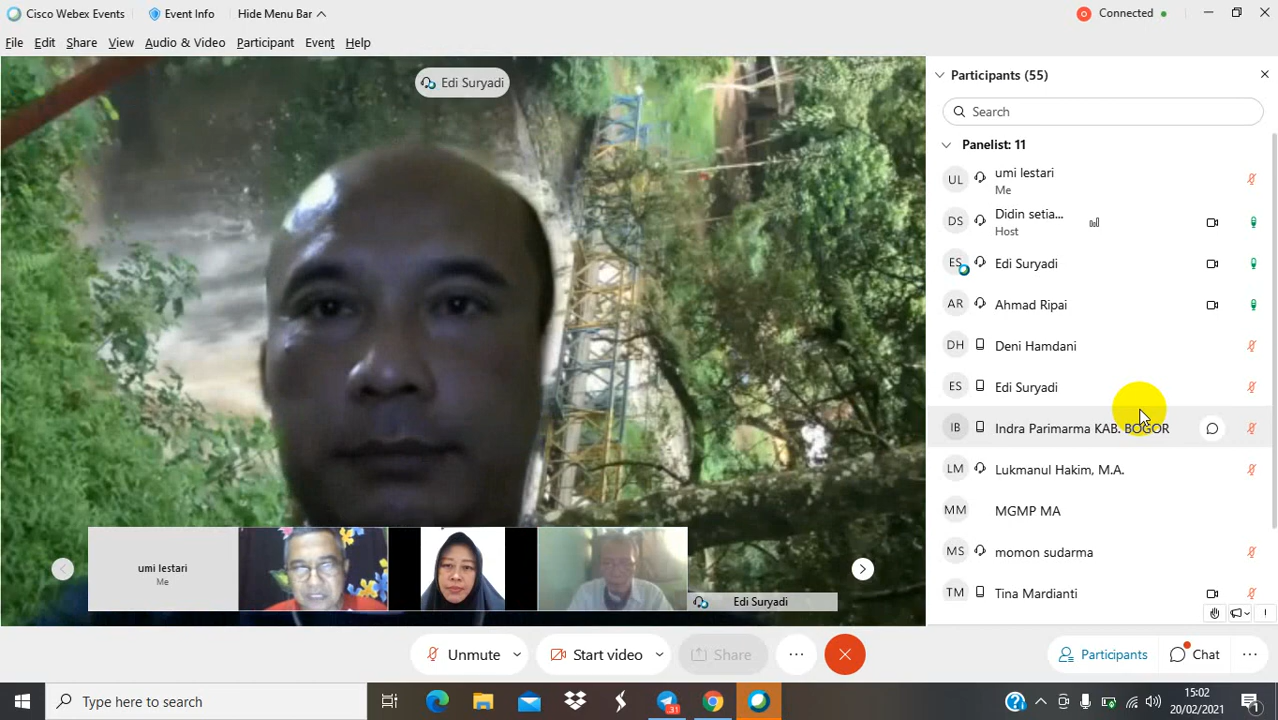 Cisco Webex Events
Event Info
Hide Menu Bar
Connected
File Edit Share View Audio & Video Participant Event Help
Edi Suryadi
Participants (55)
Search
Panelist: 11
UL umi lestari
Me
DS Didin setia...
Host
ES Edi Suryadi
AR Ahmad Ripai
DH Deni Hamdani
ES Edi Suryadi
IB Indra Parimarma KAB. BOGOR
LM Lukmanul Hakim, M.A.
MM MGMP MA
MS momon sudarma
TM Tina Mardianti
umi lestari
Me
Edi Suryadi
Unmute
Start video
Share
Participants
Chat
Type here to search
31
15:02
20/02/2021
1